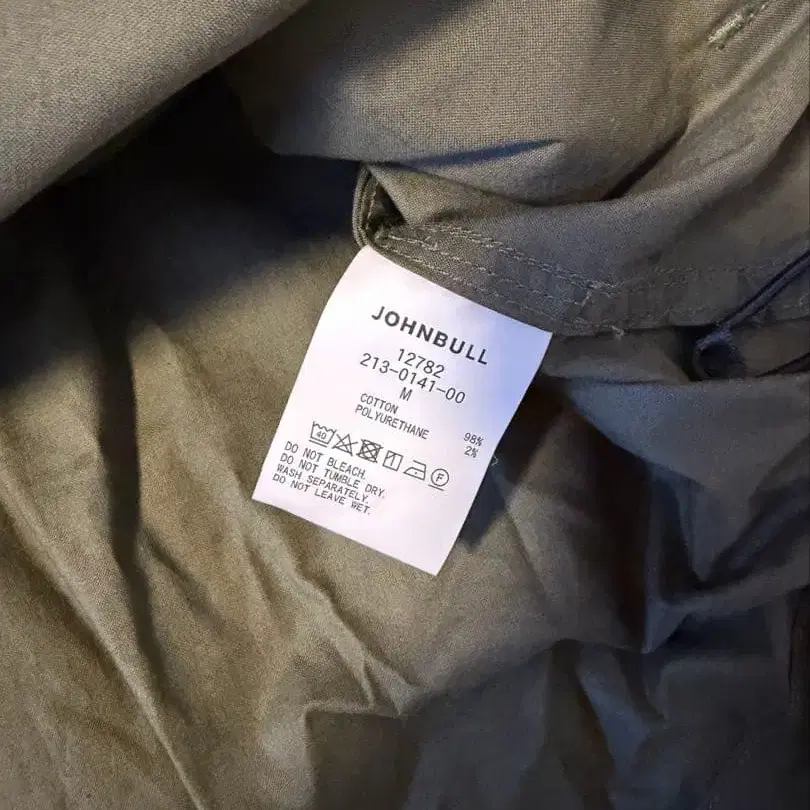 JOHNBULL
12782
213-0141-00
M
COTTON 98%
POLYURETHANE 2%
40 F
DO NOT BLEACH.
DO NOT TUMBLE DRY.
WASH SEPARATELY.
DO NOT LEAVE WET.